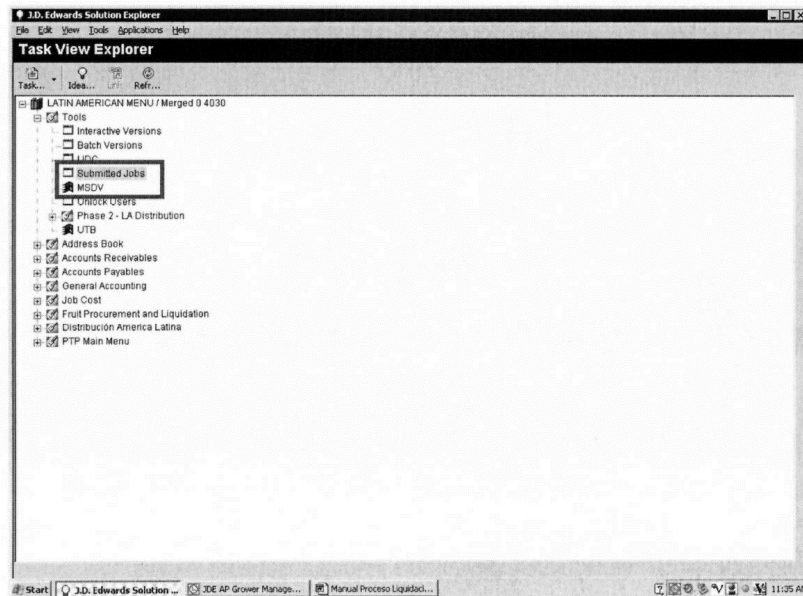 J.D. Edwards Solution Explorer
File Edit View Tools Applications Help
Task View Explorer
Task... Idea... Link Refr...
LATIN AMERICAN MENU / Merged 0 4030
Tools
Interactive Versions
Batch Versions
UDC
Submitted Jobs
MSDV
Unlock Users
Phase 2 - LA Distribution
UTB
Address Book
Accounts Receivables
Accounts Payables
General Accounting
Job Cost
Fruit Procurement and Liquidation
Distribución America Latina
PTP Main Menu
Start J.D. Edwards Solution ... JDE AP Grower Manage... Manual Proceso Liquidaci... 11:35 AM